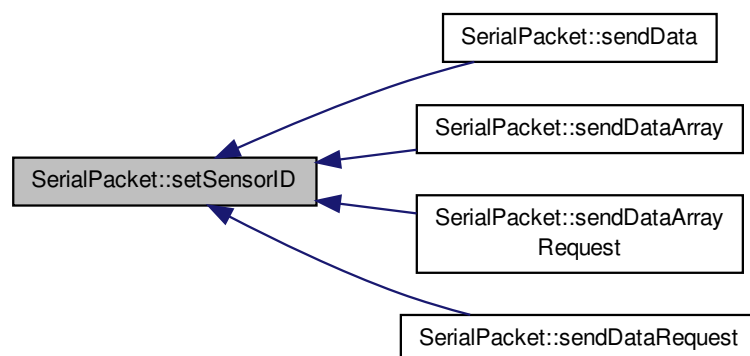 SerialPacket::sendData
SerialPacket::sendDataArray
SerialPacket::setSensorID
SerialPacket::sendDataArray
Request
SerialPacket::sendDataRequest